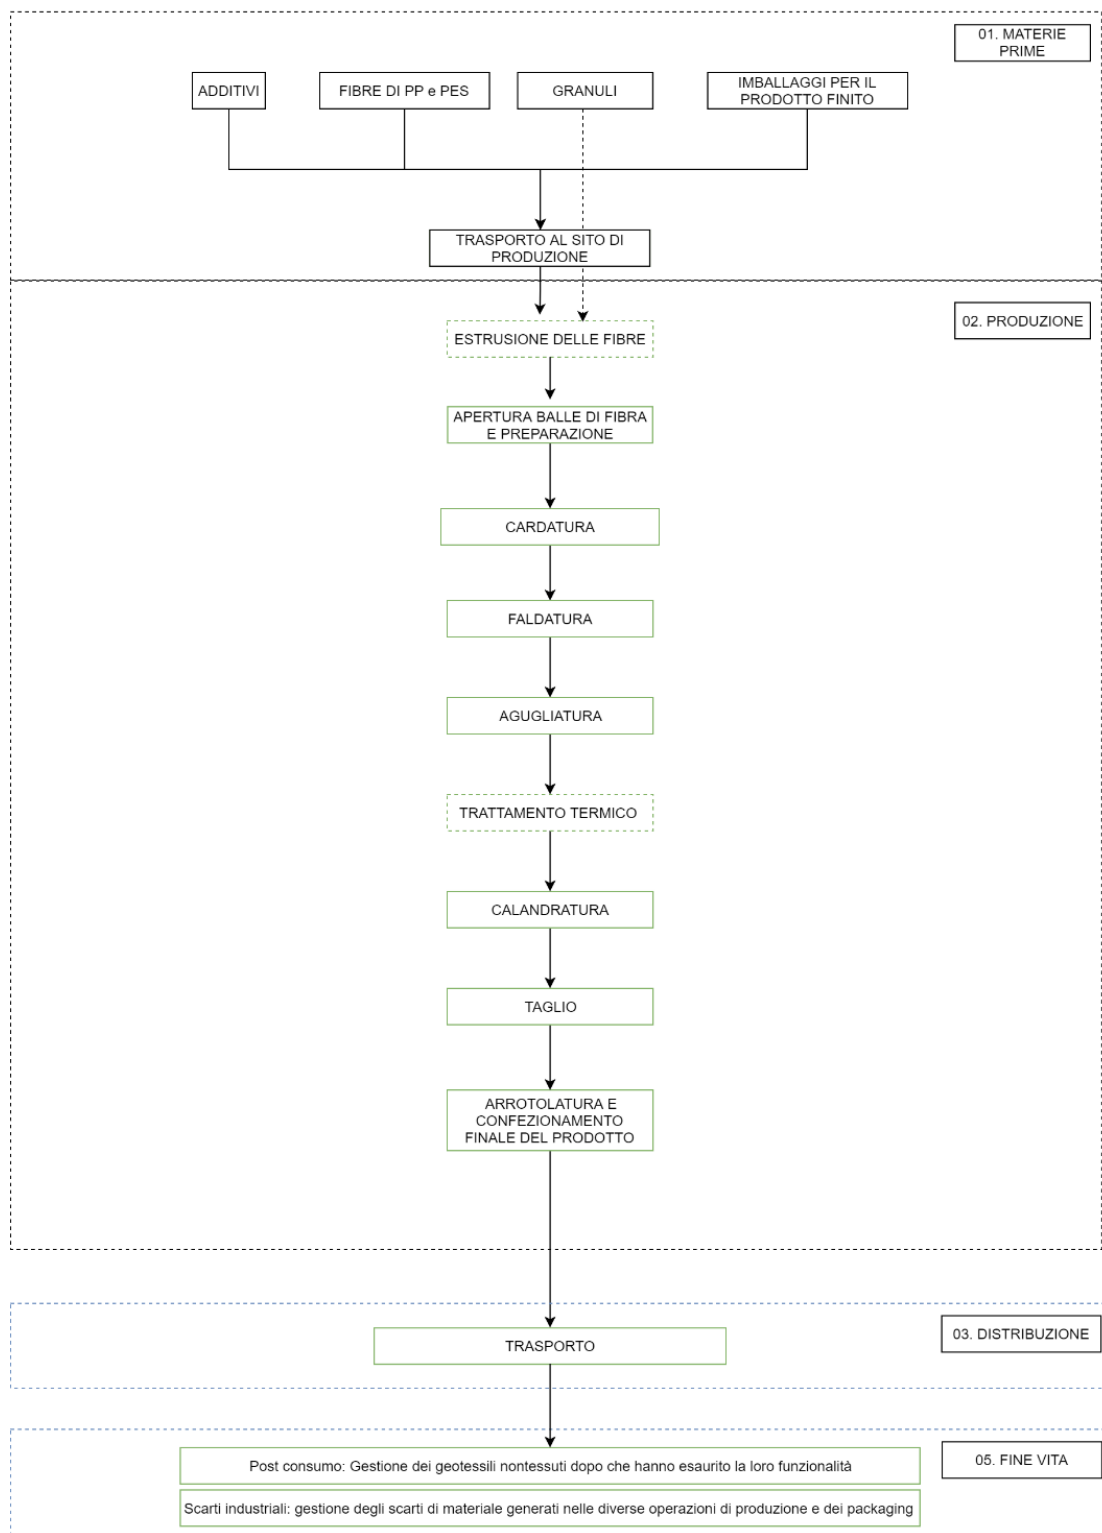 01. MATERIE
PRIME
ADDITIVI
FIBRE DI PP e PES
GRANULI
IMBALLAGGI PER IL
PRODOTTO FINITO
TRASPORTO AL SITO DI
PRODUZIONE
02. PRODUZIONE
ESTRUSIONE DELLE FIBRE
APERTURA BALLE DI FIBRA
E PREPARAZIONE
CARDATURA
FALDATURA
AGUGLIATURA
TRATTAMENTO TERMICO
CALANDRATURA
TAGLIO
ARROTOLATURA E
CONFEZIONAMENTO
FINALE DEL PRODOTTO
03. DISTRIBUZIONE
TRASPORTO
05. FINE VITA
Post consumo: Gestione dei geotessili nontessuti dopo che hanno esaurito la loro funzionalità
Scarti industriali: gestione degli scarti di materiale generati nelle diverse operazioni di produzione e dei packaging